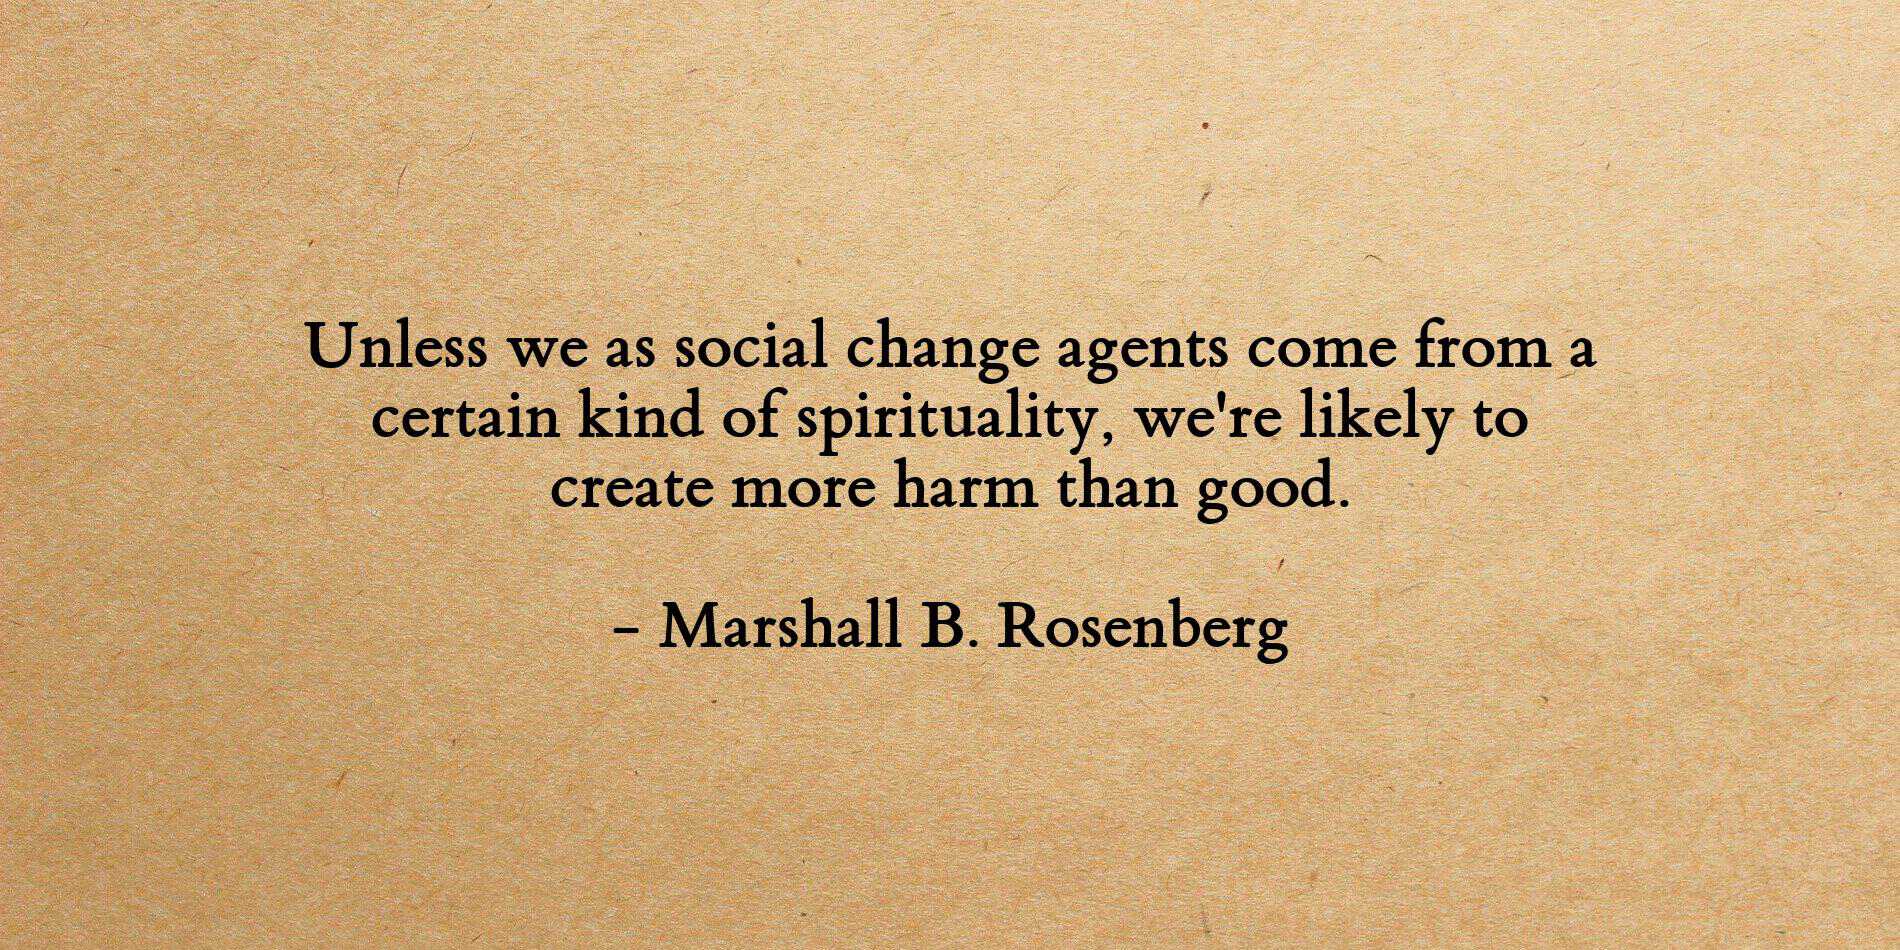 Unless we as social change agents come from a
certain kind of spirituality, we're likely to
create more harm than good.
- Marshall B. Rosenberg